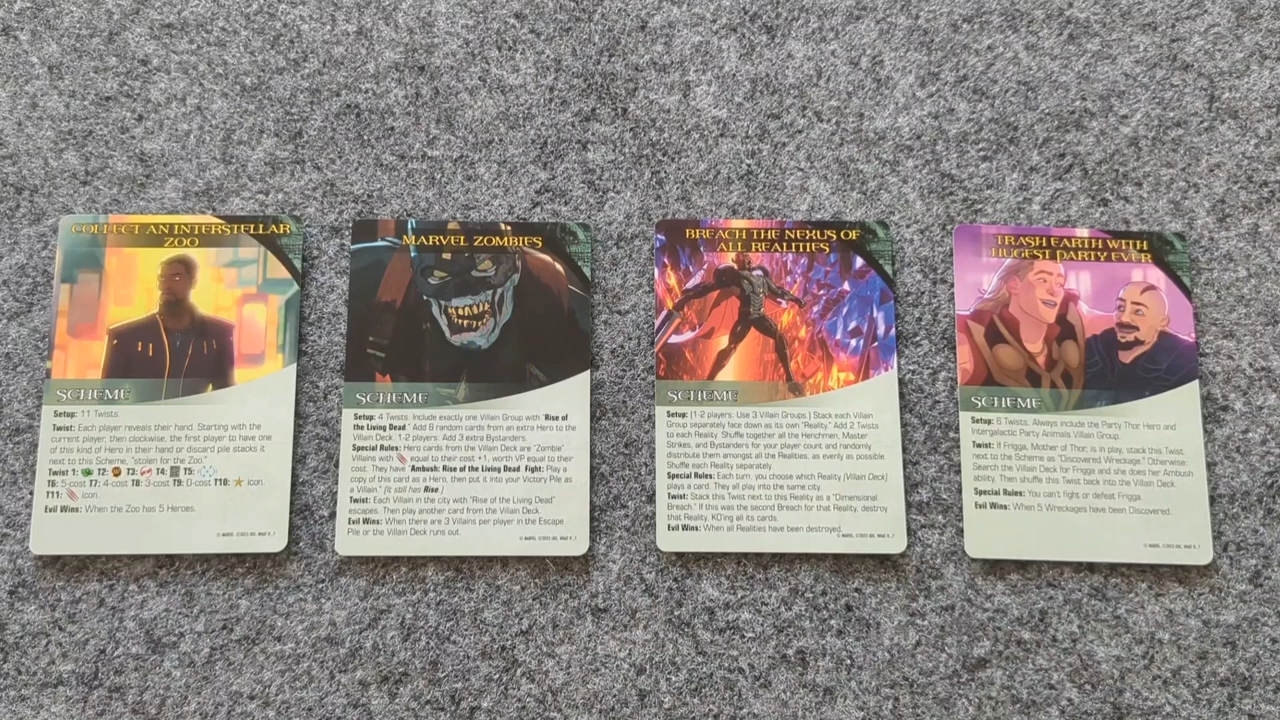 COLLECT AN INTERSTELLAR
ZOO
SCHEME
Setup: 11 Twists.
Twist: Each player reveals their hand. Starting with the
current player, then clockwise, the first player to have one
of this kind of Hero in their hand or discard pile stacks it
next to this Scheme, "stolen for the Zoo."
Twist 1: T2: T3: T4: T5:
T6: 5-cost T7: 4-cost T8: 3-cost T9: 0-cost T10: icon.
T11: icon.
Evil Wins: When the Zoo has 5 Heroes.
MARVEL ZOMBIES
SCHEME
Setup: 4 Twists. Include exactly one Villain Group with "Rise of
the Living Dead." Add 8 random cards from an extra Hero to the
Villain Deck. 1-2 players: Add 3 extra Bystanders.
Special Rules: Hero cards from the Villain Deck are "Zombie"
Villains with equal to their cost +1, worth VP equal to their
cost. They have "Ambush: Rise of the Living Dead. Fight: Play a
copy of this card as a Hero, then put it into your Victory Pile as
a Villain." (It still has Rise.)
Twist: Each Villain in the city with "Rise of the Living Dead"
escapes. Then play another card from the Villain Deck.
Evil Wins: When there are 3 Villains per player in the Escape
Pile or the Villain Deck runs out.
BREACH THE NEXUS OF
ALL REALITIES
SCHEME
Setup: (1-2 players: Use 3 Villain Groups.) Stack each Villain
Group separately face down as its own "Reality." Add 2 Twists
to each Reality. Shuffle together all the Henchmen, Master
Strikes, and Bystanders for your player count and randomly
distribute them amongst all the Realities, as evenly as possible.
Shuffle each Reality separately.
Special Rules: Each turn, you choose which Reality (Villain Deck)
plays a card. They all play into the same city.
Twist: Stack this Twist next to this Reality as a "Dimensional
Breach." If this was the second Breach for that Reality, destroy
that Reality, KO'ing all its cards.
Evil Wins: When all Realities have been destroyed.
TRASH EARTH WITH
HUGEST PARTY EVER
SCHEME
Setup: 6 Twists. Always include the Party Thor Hero and
Intergalactic Party Animals Villain Group.
Twist: If Frigga, Mother of Thor, is in play, stack this Twist
next to the Scheme as "Discovered Wreckage." Otherwise:
Search the Villain Deck for Frigga and she does her Ambush
ability. Then shuffle this Twist back into the Villain Deck.
Special Rules: You can't fight or defeat Frigga.
Evil Wins: When 5 Wreckages have been Discovered.